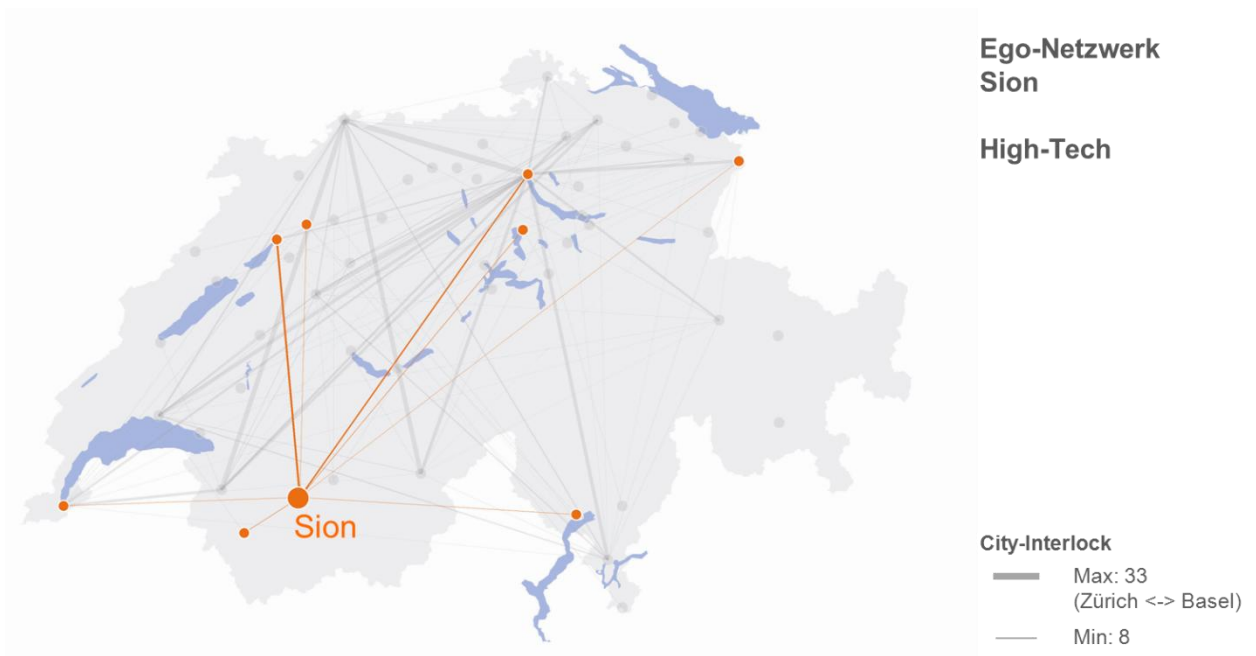 Ego-Netzwerk
Sion
High-Tech
Sion
City-Interlock
Max: 33
(Zürich <-> Basel)
Min: 8